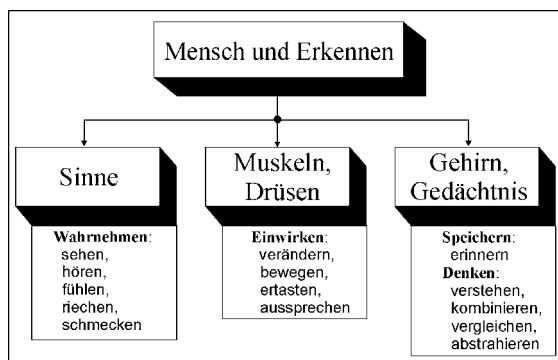 Mensch und Erkennen
Sinne
Wahrnehmen:
sehen,
hören,
fühlen,
riechen,
schmecken
Muskeln,
Drüsen
Einwirken:
verändern,
bewegen,
ertasten,
aussprechen
Gehirn,
Gedächtnis
Speichern:
erinnern
Denken:
verstehen,
kombinieren,
vergleichen,
abstrahieren